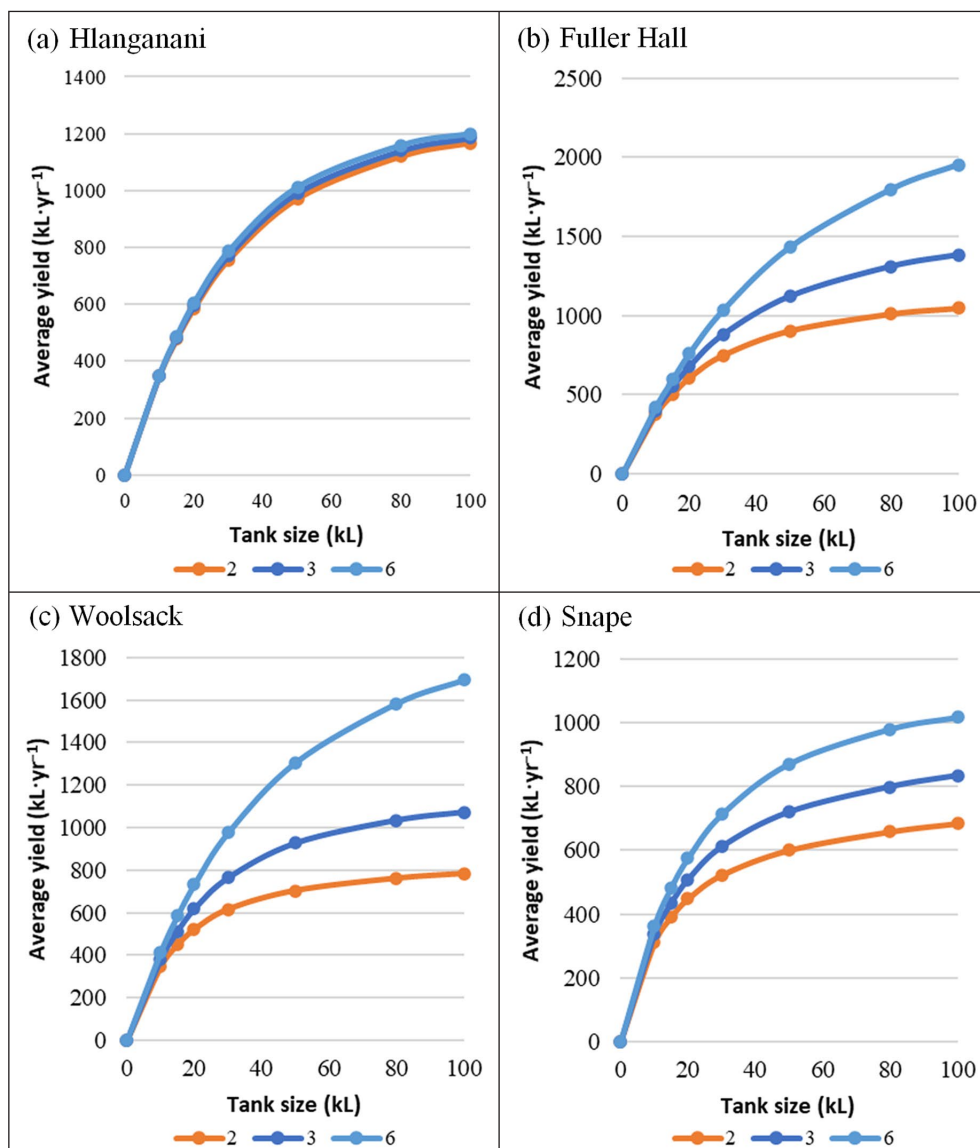 (a) Hlanganani
1400
1200
1000
800
600
400
200
0
Average yield (kL·yr⁻¹)
0 20 40 60 80 100
Tank size (kL)
2 3 6
(b) Fuller Hall
2500
2000
1500
1000
500
0
Average yield (kL·yr⁻¹)
0 20 40 60 80 100
Tank size (kL)
2 3 6
(c) Woolsack
1800
1600
1400
1200
1000
800
600
400
200
0
Average yield (kL·yr⁻¹)
0 20 40 60 80 100
Tank size (kL)
2 3 6
(d) Snape
1200
1000
800
600
400
200
0
Average yield (kL·yr⁻¹)
0 20 40 60 80 100
Tank size (kL)
2 3 6